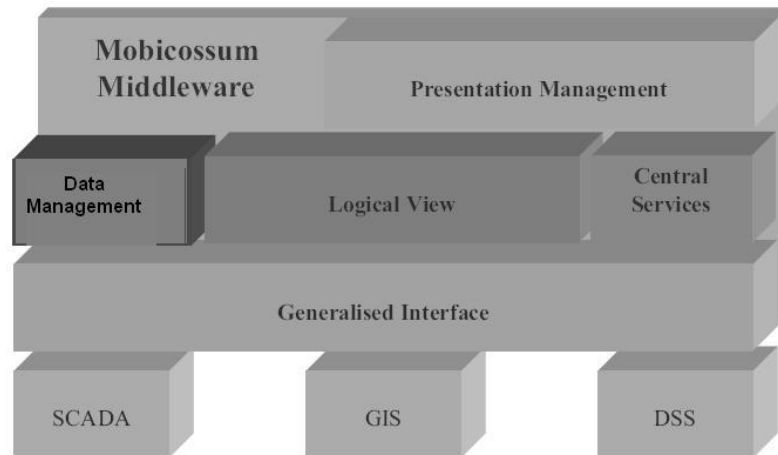 Mobicossum
Middleware
Presentation Management
Data
Management
Logical View
Central
Services
Generalised Interface
SCADA
GIS
DSS